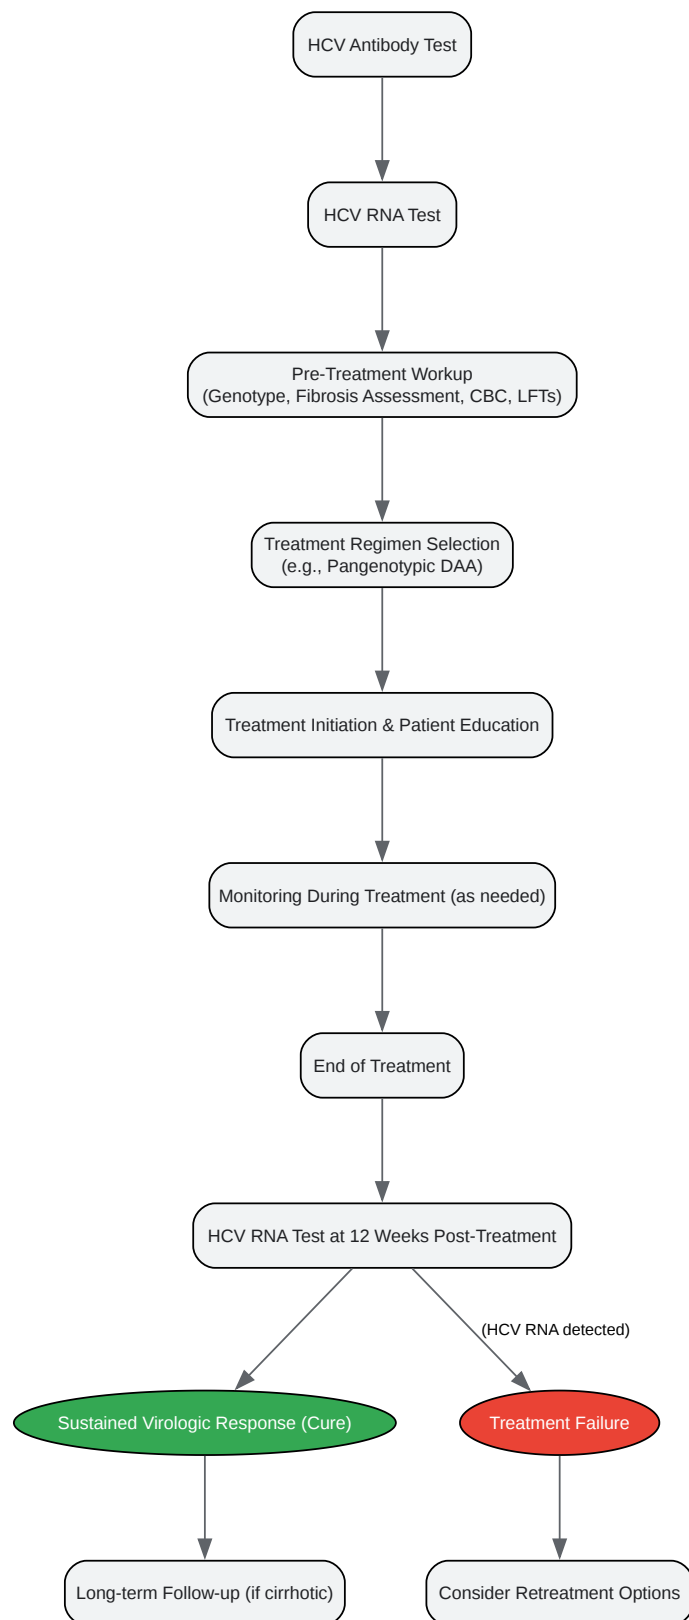 HCV Antibody Test
HCV RNA Test
Pre-Treatment Workup
(Genotype, Fibrosis Assessment, CBC, LFTs)
Treatment Regimen Selection
(e.g., Pangenotypic DAA)
Treatment Initiation & Patient Education
Monitoring During Treatment (as needed)
End of Treatment
HCV RNA Test at 12 Weeks Post-Treatment
(HCV RNA detected)
Sustained Virologic Response (Cure)
Treatment Failure
Long-term Follow-up (if cirrhotic)
Consider Retreatment Options